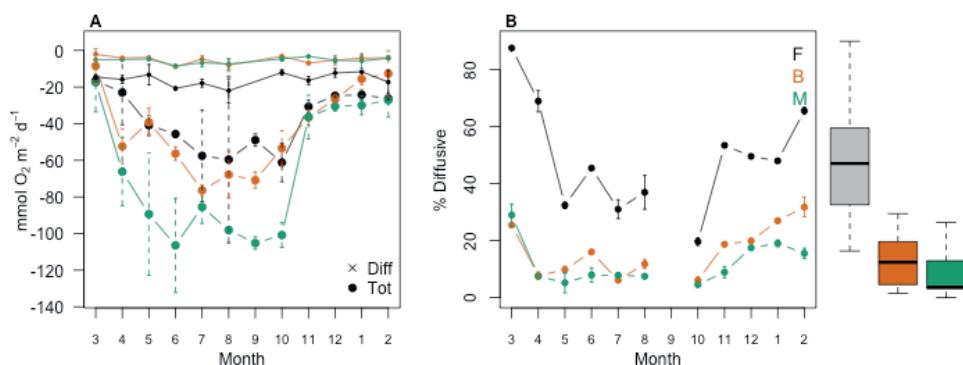 A
mmol O2 m-2 d-1
0
-20
-40
-60
-80
-100
-120
-140
× Diff
● Tot
3 4 5 6 7 8 9 10 11 12 1 2
Month
B
% Diffusive
80
60
40
20
0
F
B
M
3 4 5 6 7 8 9 10 11 12 1 2
Month